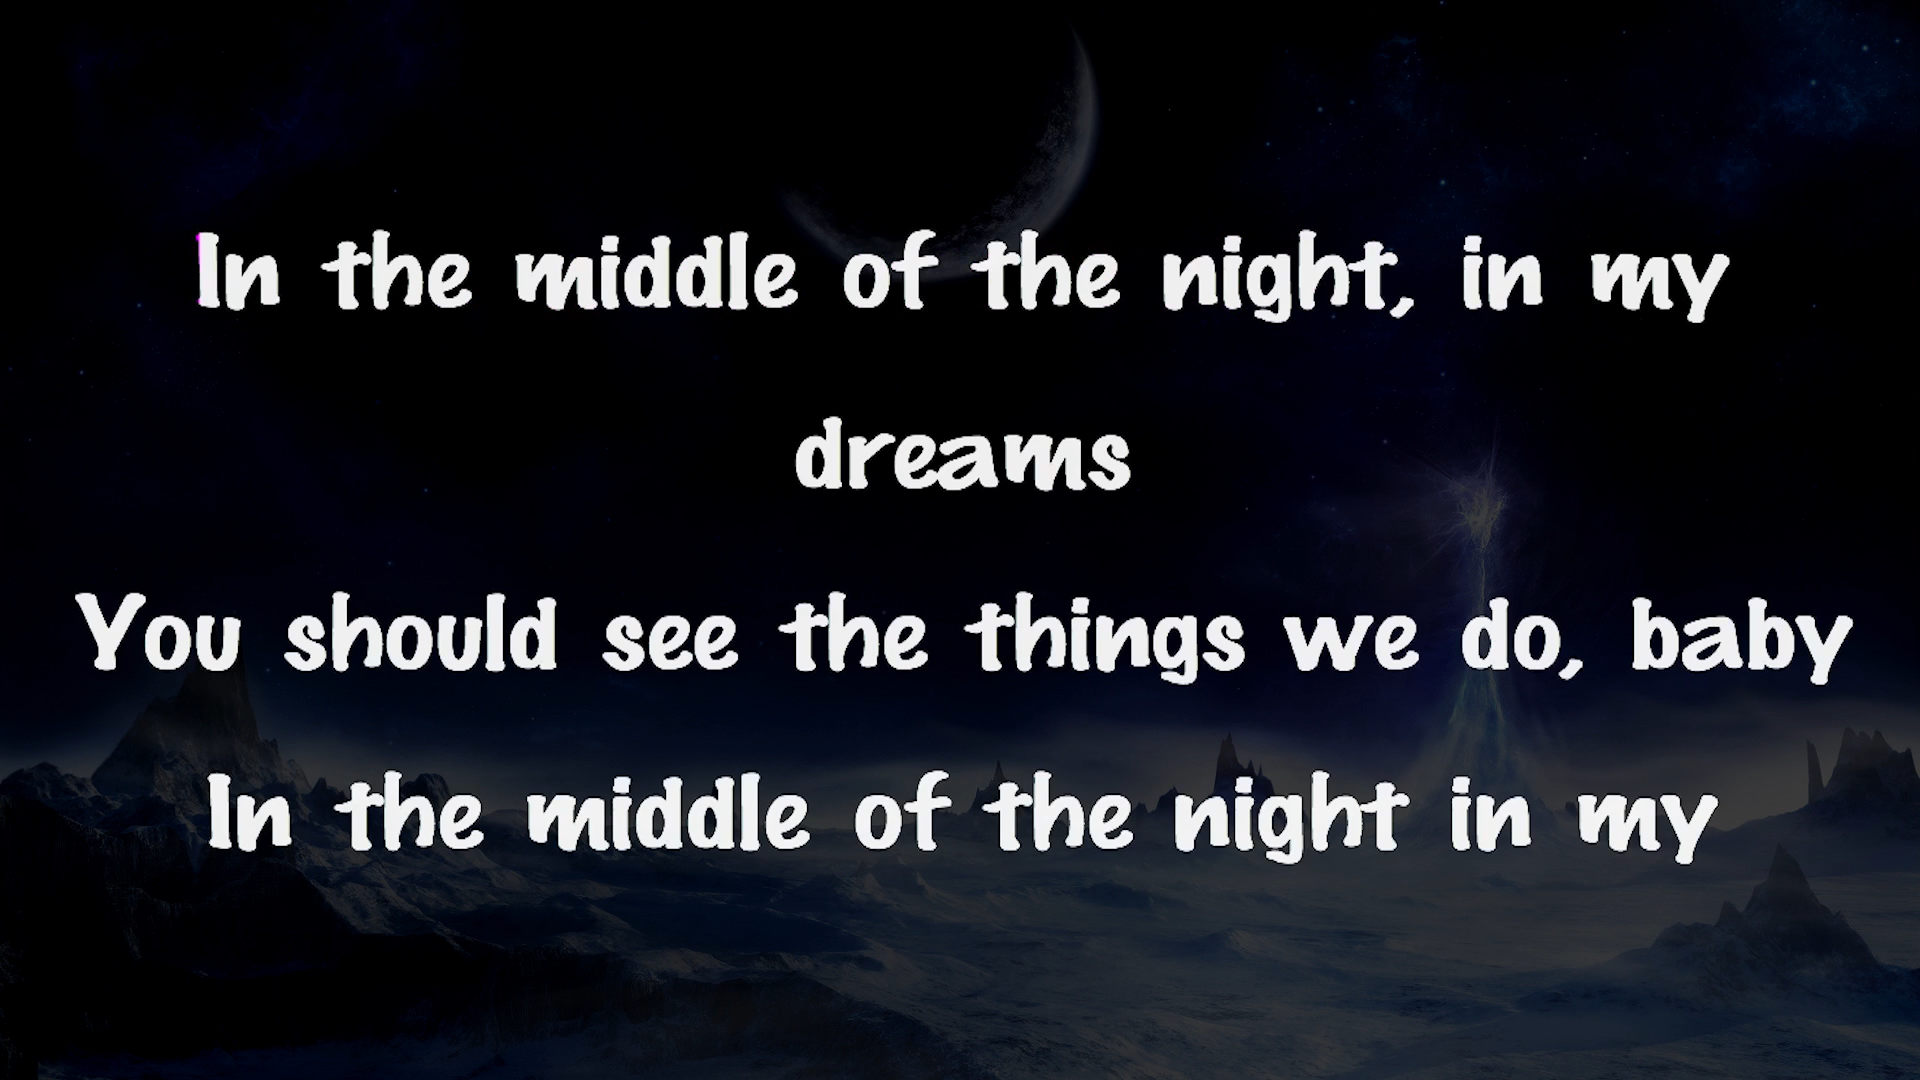 In the middle of the night, in my
dreams
You should see the things we do, baby
In the middle of the night in my